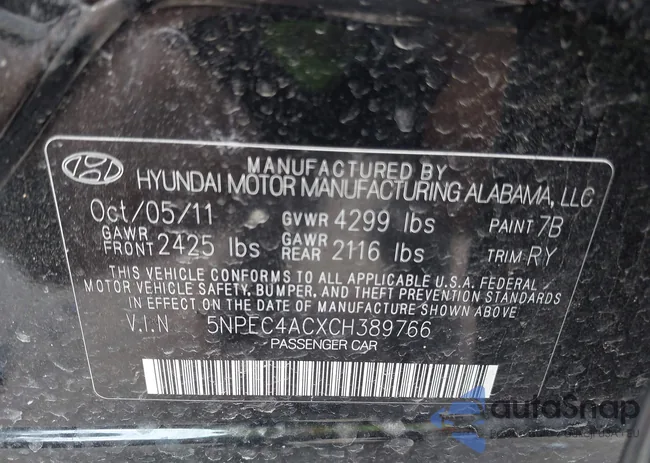 MANUFACTURED BY
HYUNDAI MOTOR MANUFACTURING ALABAMA, LLC
Oct/05/11 GVWR 4299 lbs PAINT 7B
GAWR FRONT 2425 lbs GAWR REAR 2116 lbs TRIM RY
THIS VEHICLE CONFORMS TO ALL APPLICABLE U.S.A. FEDERAL
MOTOR VEHICLE SAFETY, BUMPER, AND THEFT PREVENTION STANDARDS
IN EFFECT ON THE DATE OF MANUFACTURE SHOWN ABOVE
V.I.N 5NPEC4ACXCH389766
PASSENGER CAR
autoSnap